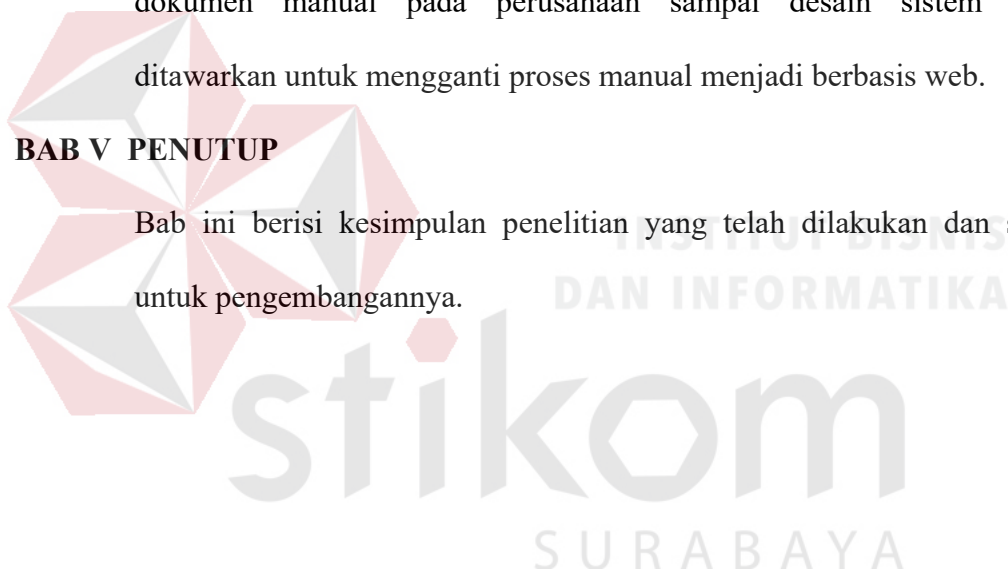 dokumen manual pada perusahaan sampai desain sistem
ditawarkan untuk mengganti proses manual menjadi berbasis web.
BAB V PENUTUP
Bab ini berisi kesimpulan penelitian yang telah dilakukan dan
INSTITUT BISNIS
untuk pengembangannya.
DAN INFORMATIKA
stikom
SURABAYA